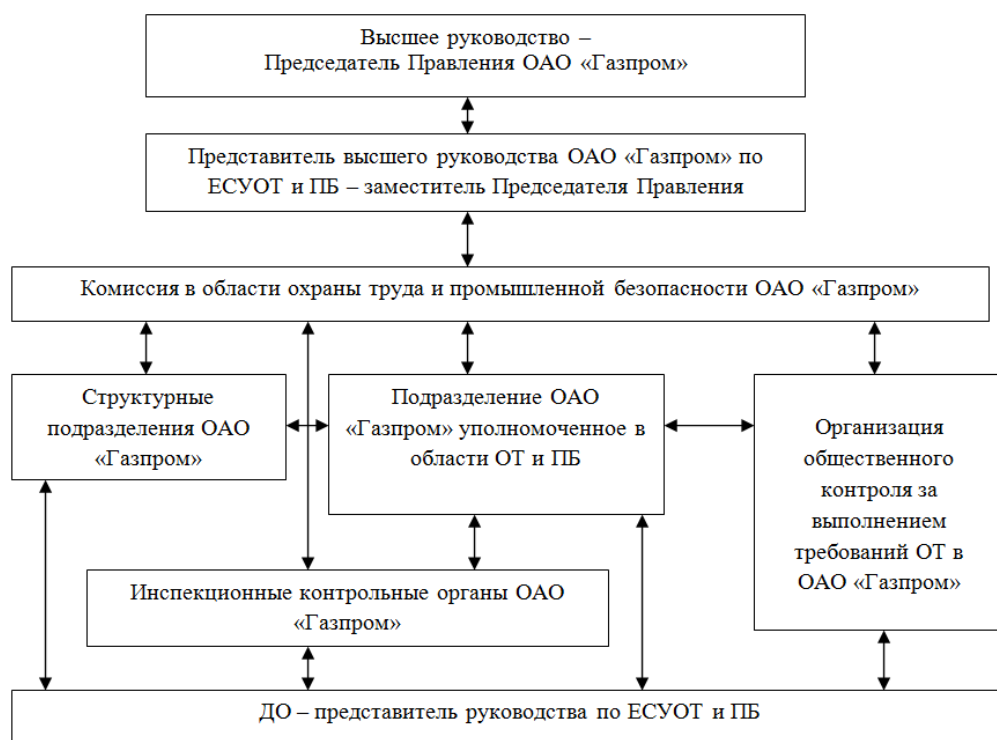 Высшее руководство –
Председатель Правления ОАО «Газпром»
Представитель высшего руководства ОАО «Газпром» по
ЕСУОТ и ПБ – заместитель Председателя Правления
Комиссия в области охраны труда и промышленной безопасности ОАО «Газпром»
Структурные
подразделения ОАО
«Газпром»
Подразделение ОАО
«Газпром» уполномоченное в
области ОТ и ПБ
Организация
общественного
контроля за
выполнением
требований ОТ в
ОАО «Газпром»
Инспекционные контрольные органы ОАО
«Газпром»
ДО – представитель руководства по ЕСУОТ и ПБ